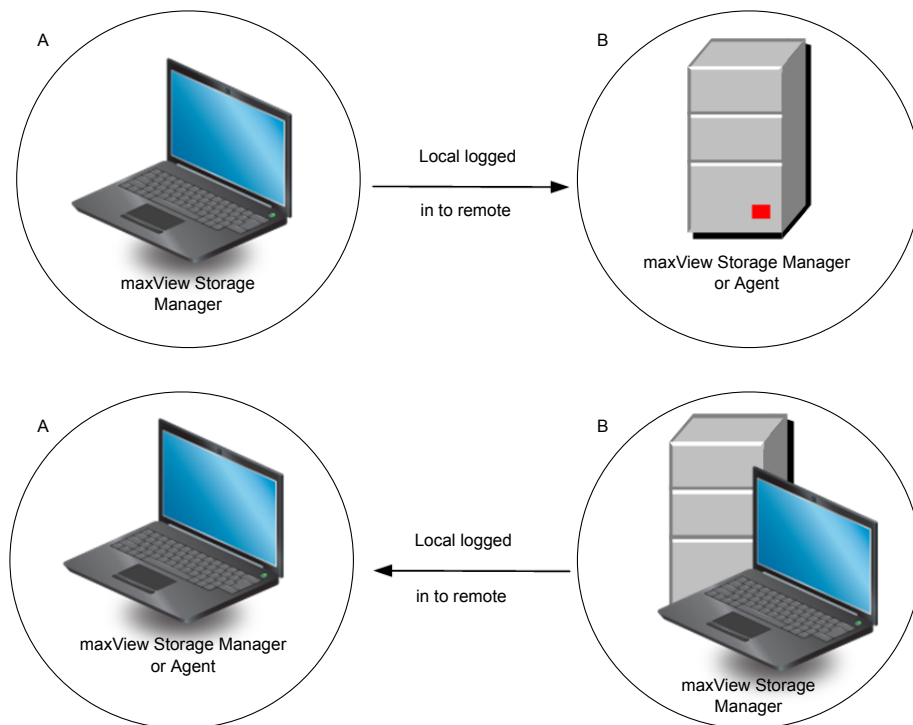 A
B
Local logged
in to remote
maxView Storage
Manager
maxView Storage Manager
or Agent
A
B
Local logged
in to remote
maxView Storage Manager
or Agent
maxView Storage
Manager